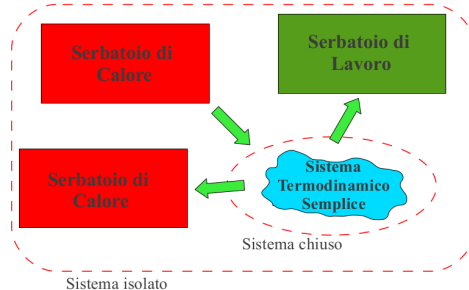 Serbatoio di
Calore
Serbatoio di
Lavoro
Serbatoio di
Calore
Sistema
Termodinamico
Semplice
Sistema chiuso
Sistema isolato